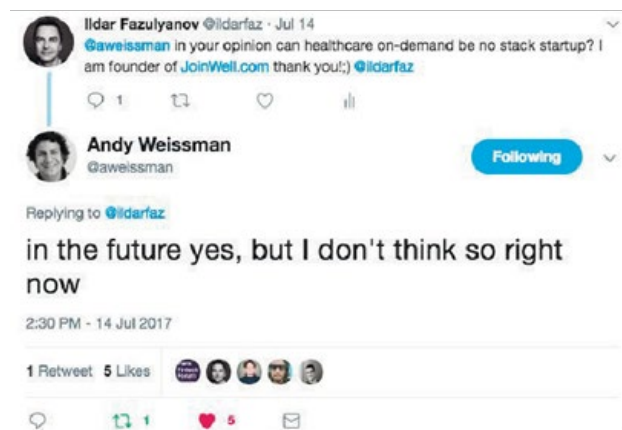 Ildar Fazulyanov @ildarfaz · Jul 14
@aweissman in your opinion can healthcare on-demand be no stack startup? I
am founder of JoinWell.com thank you!;) @ildarfaz
1
Andy Weissman
@aweissman
Following
Replying to @ildarfaz
in the future yes, but I don't think so right
now
2:30 PM - 14 Jul 2017
1 Retweet 5 Likes
1 5